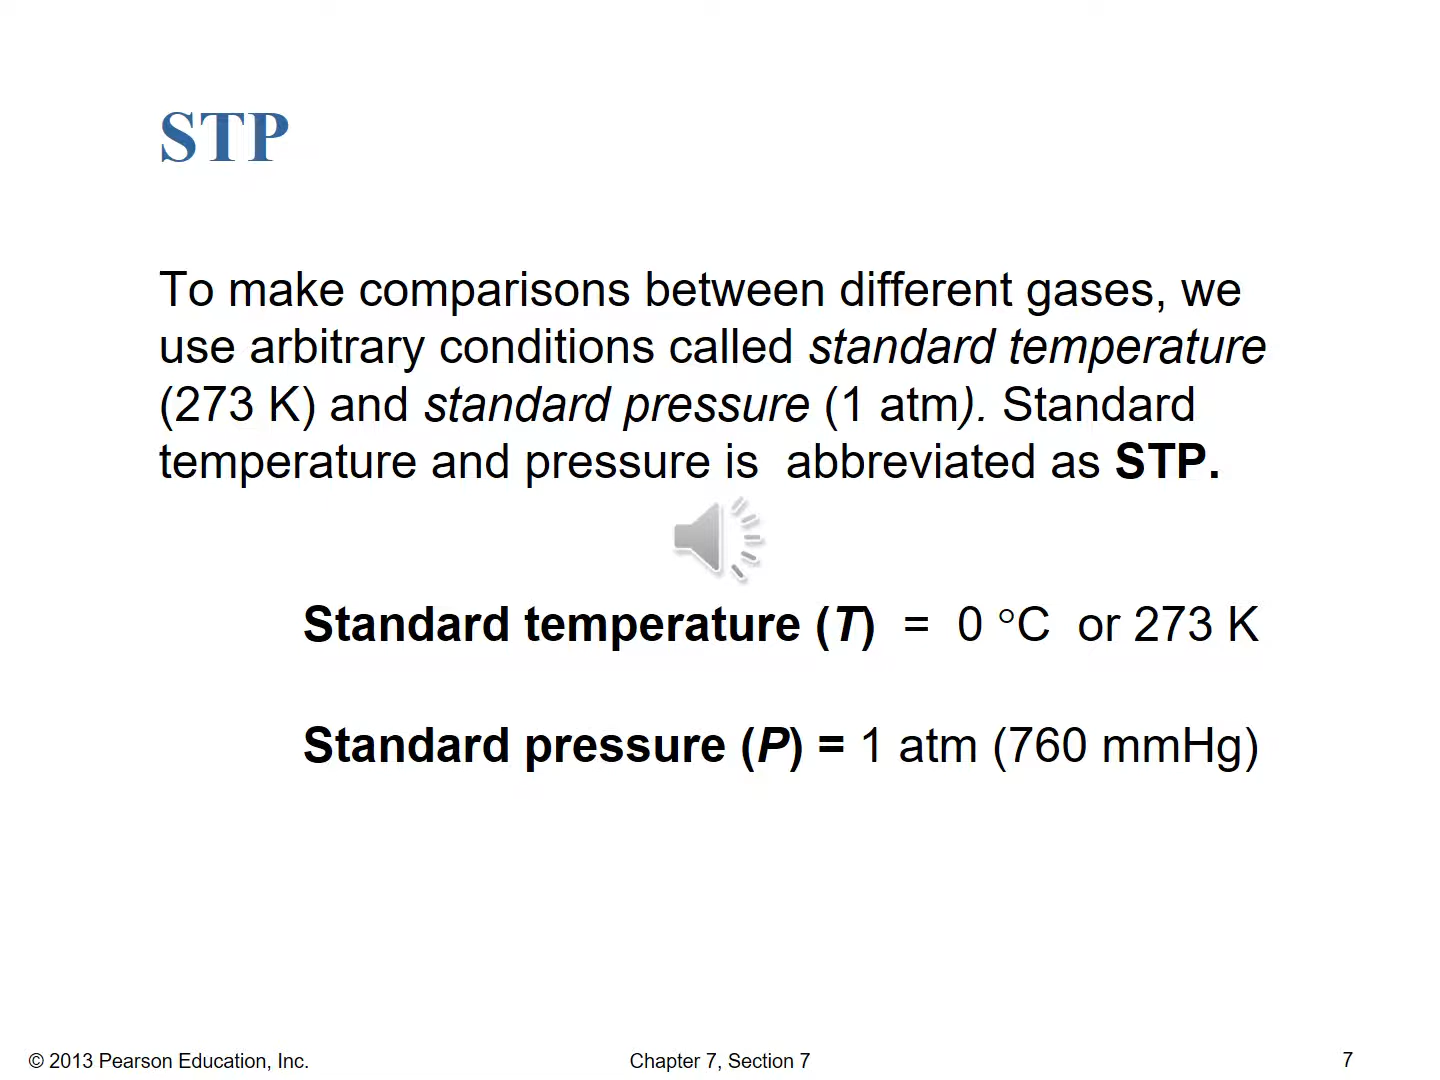 STP
To make comparisons between different gases, we
use arbitrary conditions called standard temperature
(273 K) and standard pressure (1 atm). Standard
temperature and pressure is  abbreviated as STP.
Standard temperature (T)  =  0 °C  or 273 K
Standard pressure (P) = 1 atm (760 mmHg)
© 2013 Pearson Education, Inc.
Chapter 7, Section 7
7